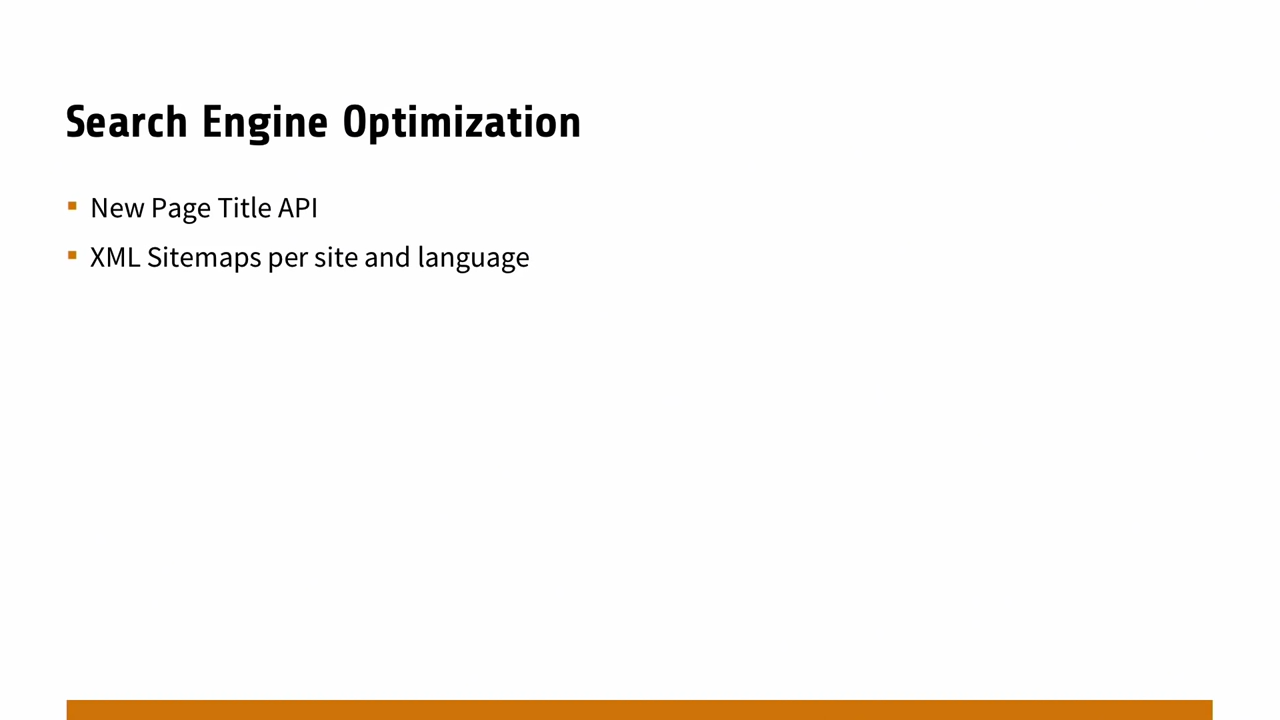 Search Engine Optimization
New Page Title API
XML Sitemaps per site and language